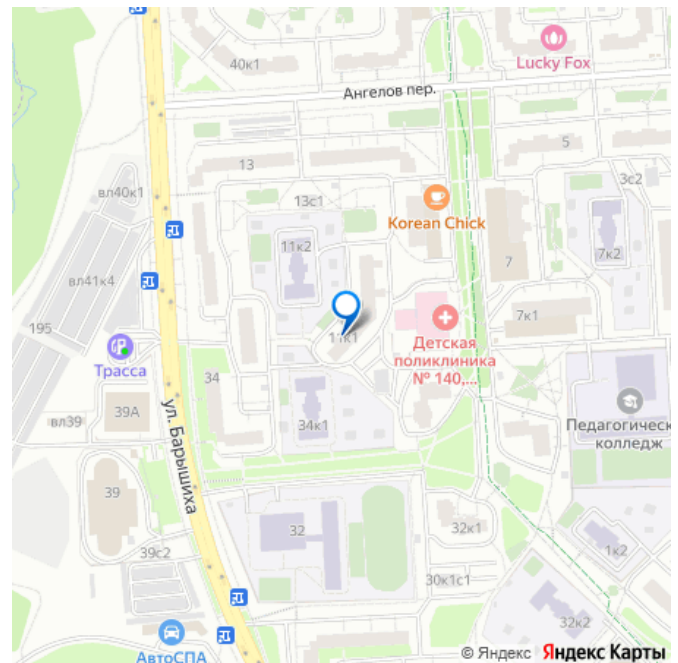 Lucky Fox
40к1
Ангелов пер.
5
13
3с2
вл40к1
13с1
Korean Chick
11к2
7к2
7
вл41к4
195
11к1
7к1
Детская
поликлиника
№ 140,...
Трасса
34
39А
вл39
ул. Барышиха
34к1
Педагогическ
колледж
39
32
32к1
39с2
1к2
30к1с1
32к2
АвтоСПА
© Яндекс Яндекс Карты